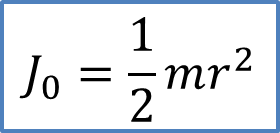 J₀ = 1/2 mr²